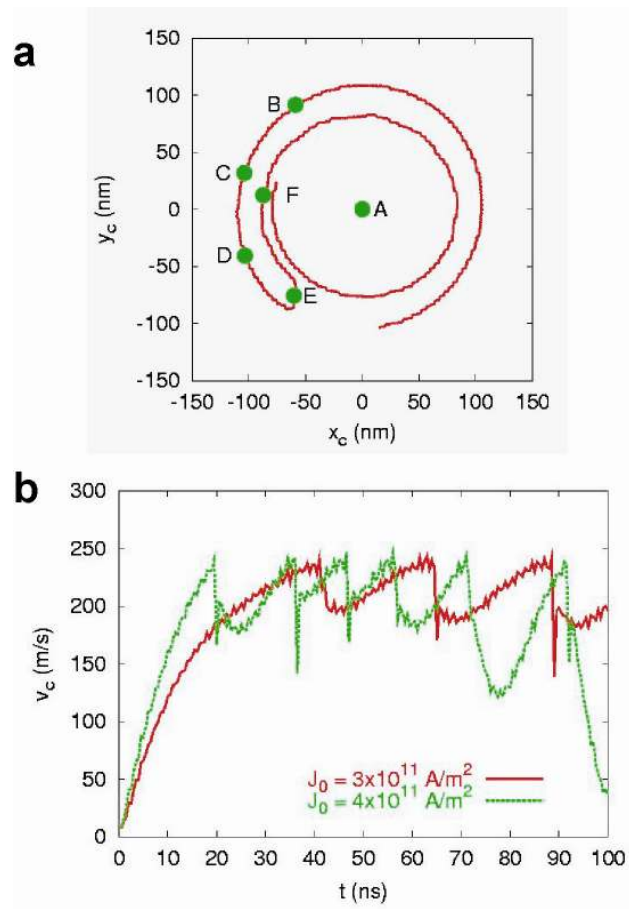 a
150
100
50
0
-50
-100
-150
y_c (nm)
B
C
F
A
D
E
-150 -100 -50 0 50 100 150
x_c (nm)
b
300
250
200
150
100
50
0
v_c (m/s)
J_0 = 3x10^11 A/m^2
J_0 = 4x10^11 A/m^2
0 10 20 30 40 50 60 70 80 90 100
t (ns)